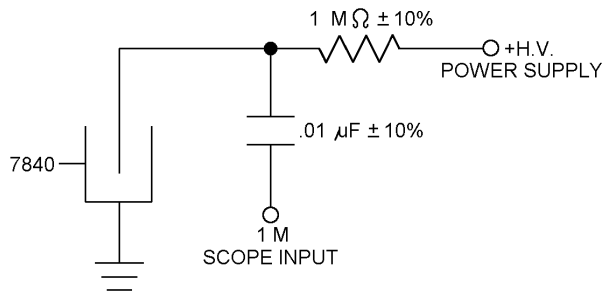 1 MΩ ±10%
+H.V.
POWER SUPPLY
.01 μF ±10%
7840
1 M
SCOPE INPUT